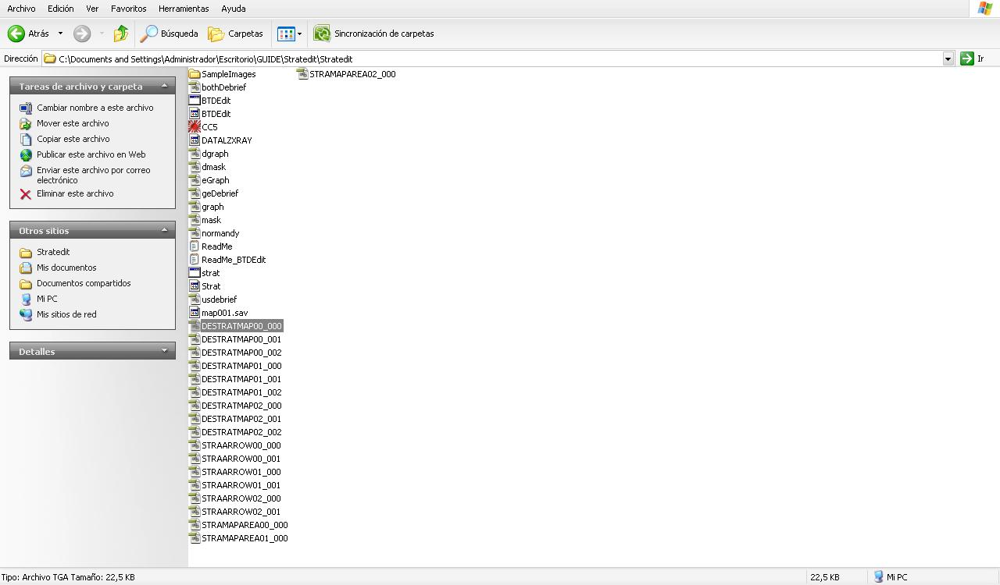 Archivo Edición Ver Favoritos Herramientas Ayuda
Atrás Búsqueda Carpetas Sincronización de carpetas
Dirección C:\Documents and Settings\Administrador\Escritorio\GUIDE\Stratedit\Stratedit Ir
Tareas de archivo y carpeta
Cambiar nombre a este archivo
Mover este archivo
Copiar este archivo
Publicar este archivo en Web
Enviar este archivo por correo
electrónico
Eliminar este archivo
Otros sitios
Stratedit
Mis documentos
Documentos compartidos
Mi PC
Mis sitios de red
Detalles
SampleImages
bothDebrief
BTDEdit
BTDEdit
CC5
DATALZXRAY
dgraph
dmask
eGraph
geDebrief
graph
mask
normandy
ReadMe
ReadMe_BTDEdit
strat
Strat
usdebrief
map001.sav
DESTRATMAP00_000
DESTRATMAP00_001
DESTRATMAP00_002
DESTRATMAP01_000
DESTRATMAP01_001
DESTRATMAP01_002
DESTRATMAP02_000
DESTRATMAP02_001
DESTRATMAP02_002
STRAARROW00_000
STRAARROW00_001
STRAARROW01_000
STRAARROW01_001
STRAARROW02_000
STRAARROW02_001
STRAMAPAREA00_000
STRAMAPAREA01_000
STRAMAPAREA02_000
Tipo: Archivo TGA Tamaño: 22,5 KB 22,5 KB Mi PC